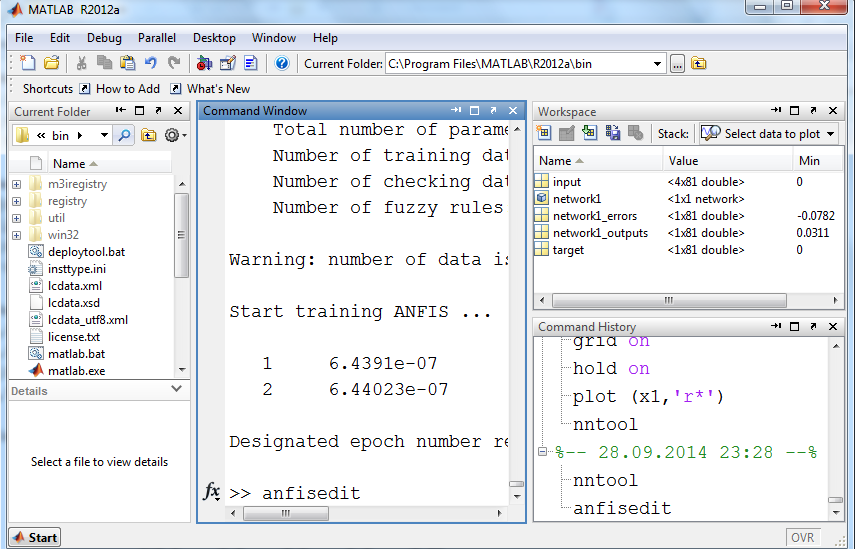 MATLAB R2012a
File Edit Debug Parallel Desktop Window Help
Current Folder: C:\Program Files\MATLAB\R2012a\bin ...
Shortcuts How to Add What's New
Current Folder
« bin
Name
m3iregistry
registry
util
win32
deploytool.bat
insttype.ini
lcdata.xml
lcdata.xsd
lcdata_utf8.xml
license.txt
matlab.bat
matlab.exe
Details
Select a file to view details
Command Window
Total number of parame
Number of training dat
Number of checking dat
Number of fuzzy rules
Warning: number of data is
Start training ANFIS ...
1 6.4391e-07
2 6.44023e-07
Designated epoch number re
fx >> anfisedit
Workspace
Stack: Select data to plot
Name Value Min
input <4x81 double> 0
network1 <1x1 network>
network1_errors <1x81 double> -0.0782
network1_outputs <1x81 double> 0.0311
target <1x81 double> 0
Command History
grid on
hold on
plot (x1,'r*')
nntool
%-- 28.09.2014 23:28 --%
nntool
anfisedit
Start
OVR